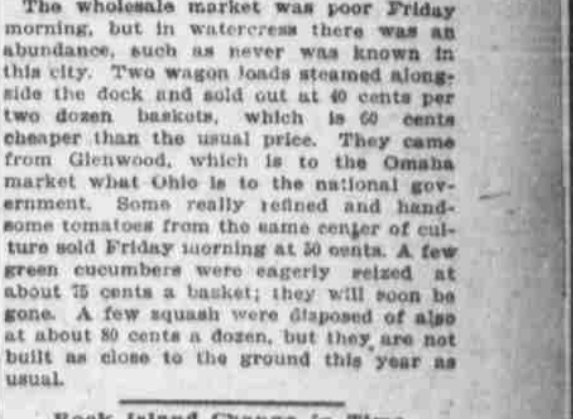 The wholesale market was poor Friday
morning, but in watercress there was an
abundance, such as never was known in
this city. Two wagon loads steamed along-
side the dock and sold out at 40 cents per
two dozen baskets, which is 60 cents
cheaper than the usual price. They came
from Glenwood, which is to the Omaha
market what Ohio is to the national gov-
ernment. Some really refined and hand-
some tomatoes from the same center of cul-
ture sold Friday morning at 50 cents. A few
green cucumbers were eagerly seized at
about 75 cents a basket; they will soon be
gone. A few squash were disposed of also
at about 80 cents a dozen, but they are not
built as close to the ground this year as
usual.
Rock Island Change in Time